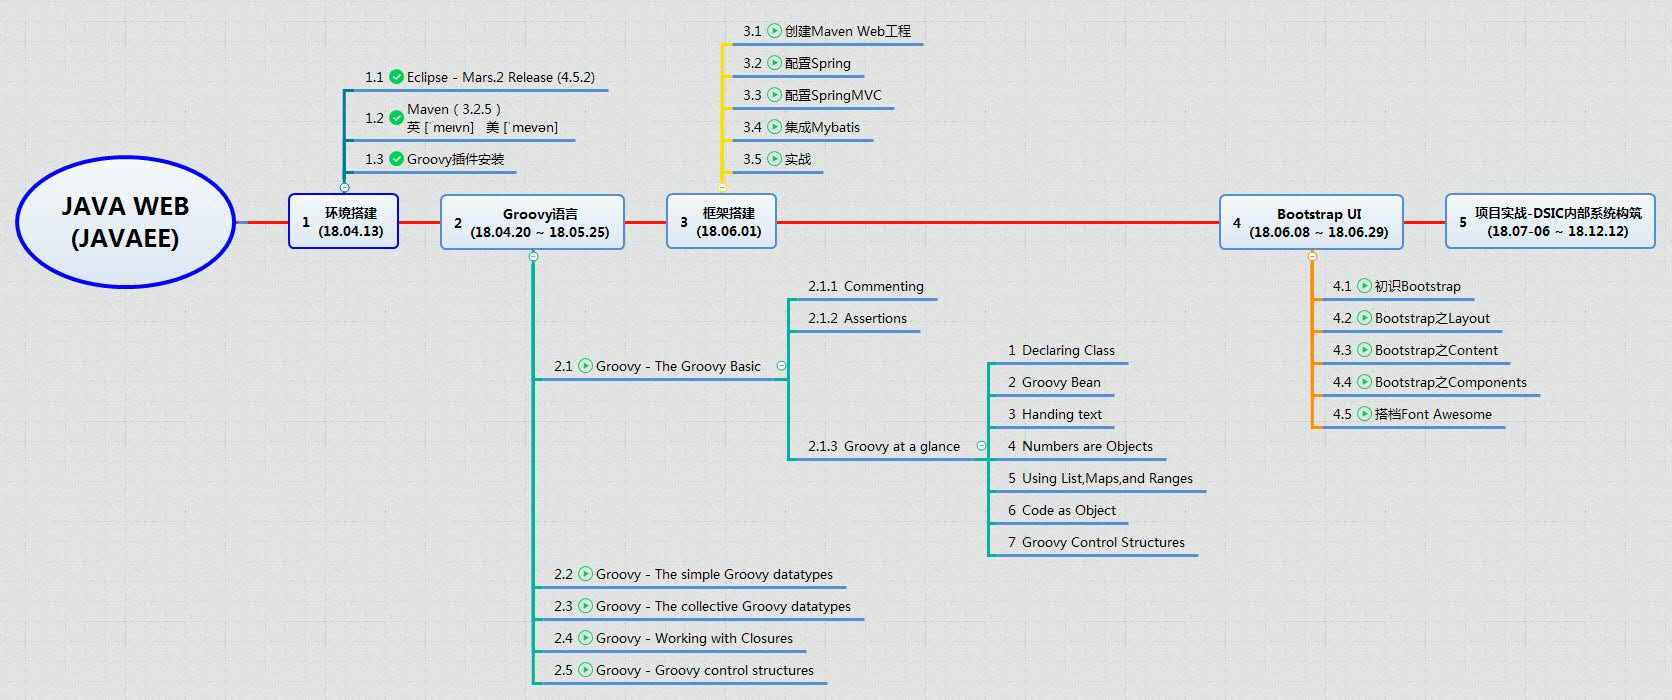 JAVA WEB
(JAVAEE)
1 环境搭建
(18.04.13)
1.1 Eclipse - Mars.2 Release (4.5.2)
1.2 Maven（3.2.5）
英 [ˈmeɪvn] 美 [ˈmevən]
1.3 Groovy插件安装
2 Groovy语言
(18.04.20 ~ 18.05.25)
2.1 Groovy - The Groovy Basic
2.1.1 Commenting
2.1.2 Assertions
2.1.3 Groovy at a glance
1 Declaring Class
2 Groovy Bean
3 Handing text
4 Numbers are Objects
5 Using List,Maps,and Ranges
6 Code as Object
7 Groovy Control Structures
2.2 Groovy - The simple Groovy datatypes
2.3 Groovy - The collective Groovy datatypes
2.4 Groovy - Working with Closures
2.5 Groovy - Groovy control structures
3 框架搭建
(18.06.01)
3.1 创建Maven Web工程
3.2 配置Spring
3.3 配置SpringMVC
3.4 集成Mybatis
3.5 实战
4 Bootstrap UI
(18.06.08 ~ 18.06.29)
4.1 初识Bootstrap
4.2 Bootstrap之Layout
4.3 Bootstrap之Content
4.4 Bootstrap之Components
4.5 搭档Font Awesome
5 项目实战-DSIC内部系统构筑
(18.07-06 ~ 18.12.12)